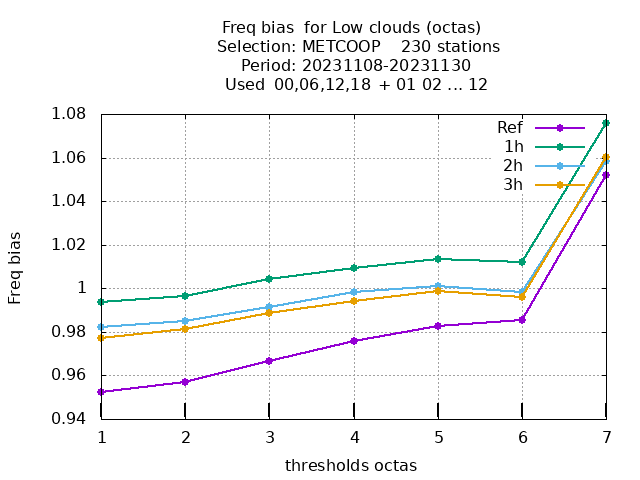 Freq bias  for Low clouds (octas)
Selection: METCOOP    230 stations
Period: 20231108-20231130
Used  00,06,12,18 + 01 02 ... 12
Ref
1h
2h
3h
1.08
1.06
1.04
1.02
1
0.98
0.96
0.94
Freq bias
1 2 3 4 5 6 7
thresholds octas